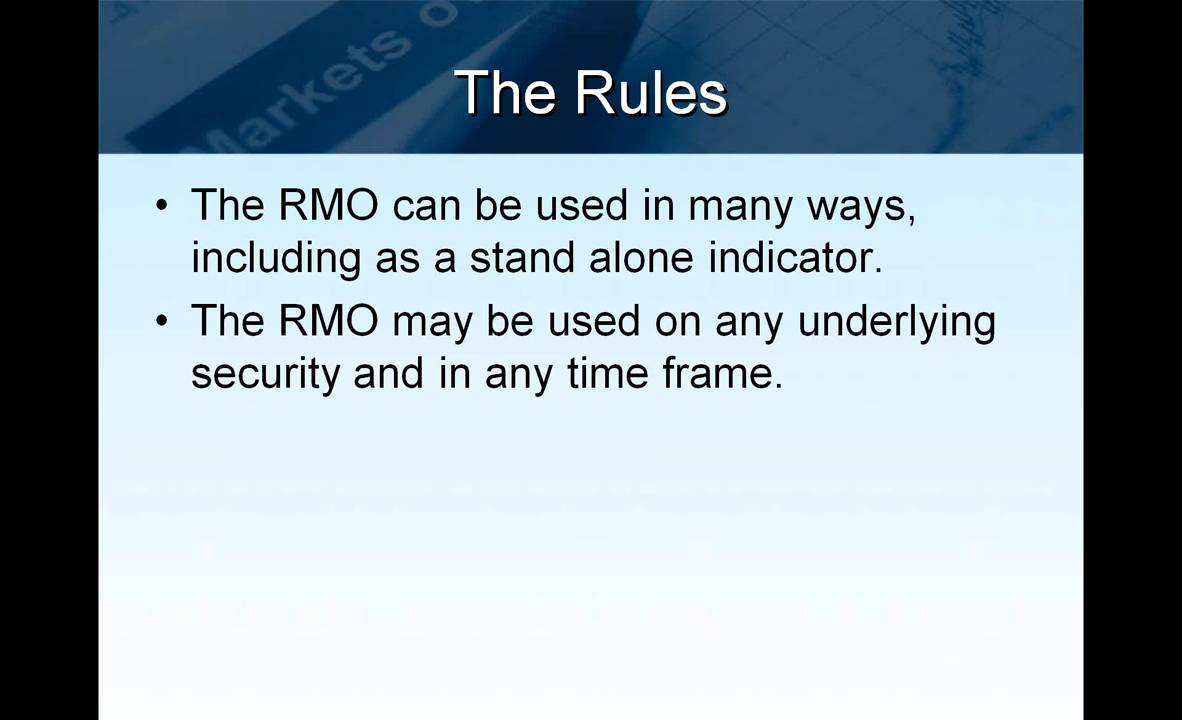 Markets o
The Rules
• The RMO can be used in many ways,
including as a stand alone indicator.
• The RMO may be used on any underlying
security and in any time frame.